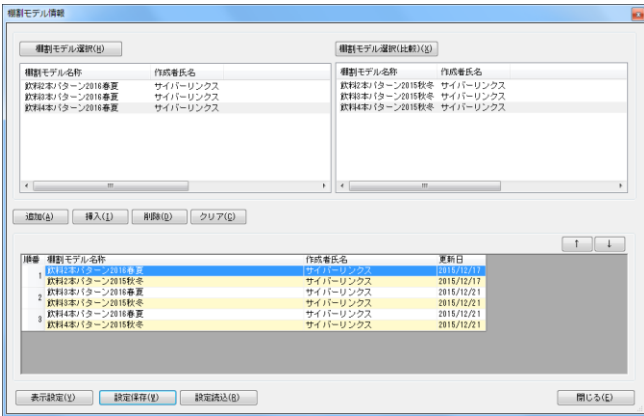 棚割モデル情報
棚割モデル選択(H)
棚割モデル選択(比較)(X)
棚割モデル名称 作成者氏名
飲料2本パターン2016春夏 サイバーリンクス
飲料3本パターン2016春夏 サイバーリンクス
飲料4本パターン2016春夏 サイバーリンクス
棚割モデル名称 作成者氏名
飲料2本パターン2015秋冬 サイバーリンクス
飲料3本パターン2015秋冬 サイバーリンクス
飲料4本パターン2015秋冬 サイバーリンクス
追加(A) 挿入(I) 削除(D) クリア(C)
↑ ↓
順番 棚割モデル名称 作成者氏名 更新日
1 飲料2本パターン2016春夏 サイバーリンクス 2015/12/17
飲料2本パターン2015秋冬 サイバーリンクス 2015/12/17
2 飲料3本パターン2016春夏 サイバーリンクス 2015/12/21
飲料3本パターン2015秋冬 サイバーリンクス 2015/12/21
3 飲料4本パターン2016春夏 サイバーリンクス 2015/12/21
飲料4本パターン2015秋冬 サイバーリンクス 2015/12/21
表示設定(V) 設定保存(W) 設定読込(R) 閉じる(E)